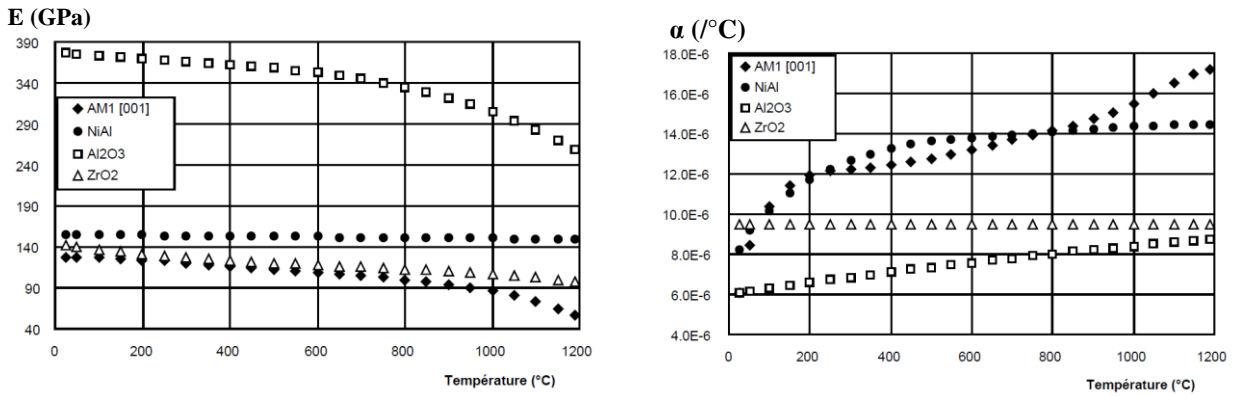 E (GPa)
390
340
290
240
190
140
90
40
AM1 [001]
NiAl
Al2O3
ZrO2
0
200
400
600
800
1000
1200
Température (°C)
α (/°C)
18.0E-6
16.0E-6
14.0E-6
12.0E-6
10.0E-6
8.0E-6
6.0E-6
4.0E-6
AM1 [001]
NiAl
Al2O3
ZrO2
0
200
400
600
800
1000
1200
Température (°C)